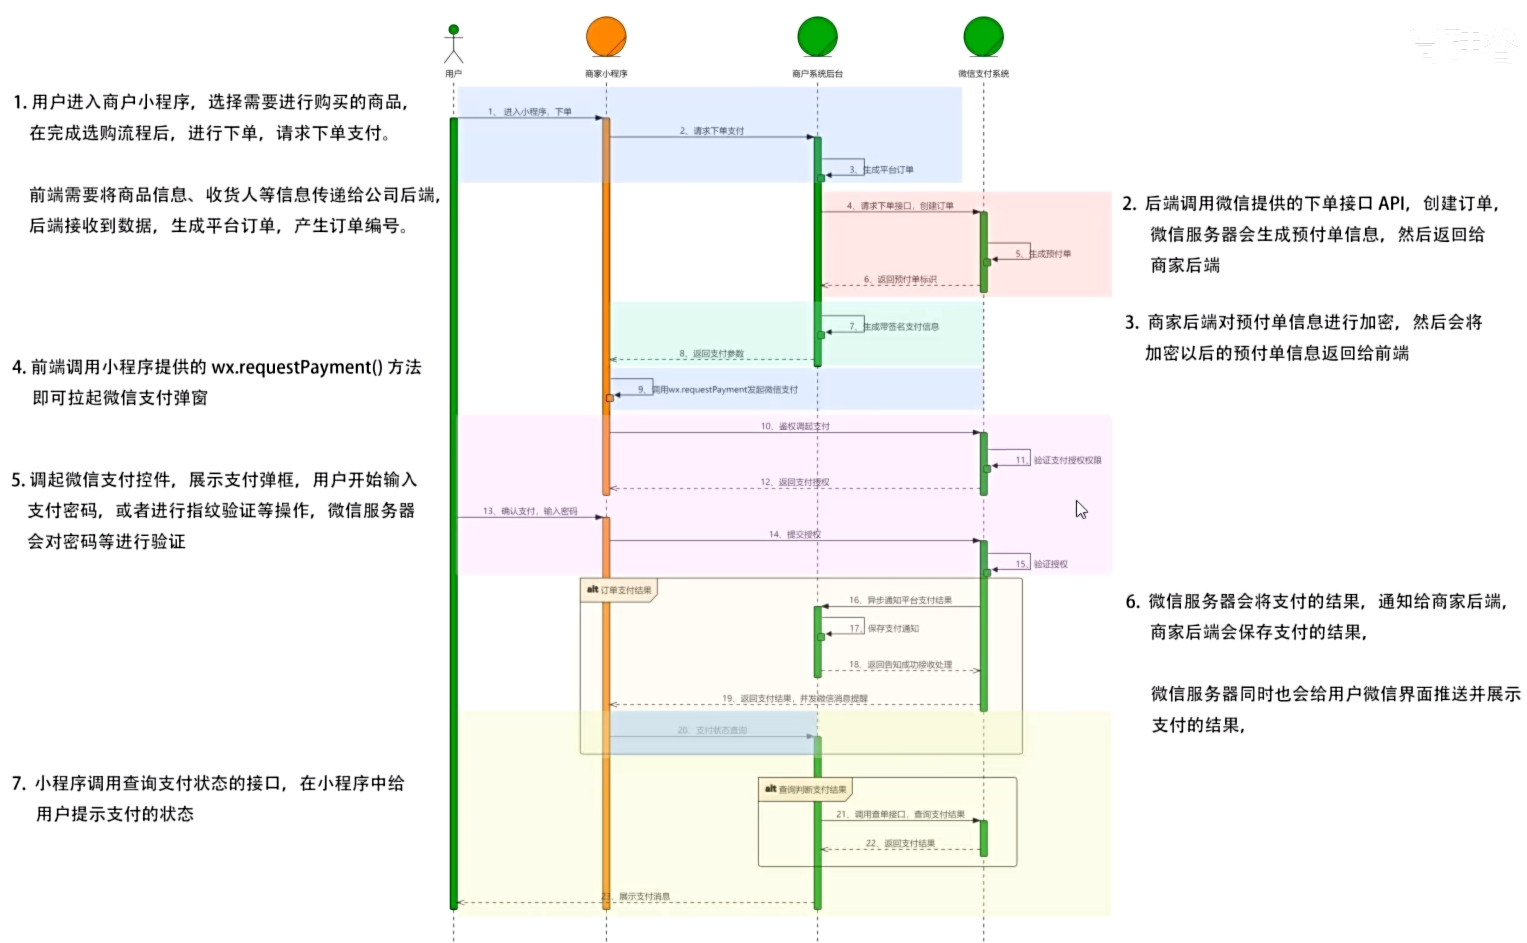 用户
商家小程序
商户系统后台
微信支付系统
1. 用户进入商户小程序，选择需要进行购买的商品，
在完成选购流程后，进行下单，请求下单支付。
前端需要将商品信息、收货人等信息传递给公司后端，
后端接收到数据，生成平台订单，产生订单编号。
1、进入小程序，下单
2、请求下单支付
3、生成平台订单
4、请求下单接口，创建订单
5、生成预付单
6、返回预付单标识
2. 后端调用微信提供的下单接口 API，创建订单，
微信服务器会生成预付单信息，然后返回给
商家后端
7、生成带签名支付信息
8、返回支付参数
3. 商家后端对预付单信息进行加密，然后会将
加密以后的预付单信息返回给前端
4. 前端调用小程序提供的 wx.requestPayment() 方法
即可拉起微信支付弹窗
9、调用wx.requestPayment发起微信支付
10、鉴权调起支付
11、验证支付授权权限
12、返回支付授权
5. 调起微信支付控件，展示支付弹框，用户开始输入
支付密码，或者进行指纹验证等操作，微信服务器
会对密码等进行验证
13、确认支付，输入密码
14、提交授权
15、验证授权
alt 订单支付结果
16、异步通知平台支付结果
17、保存支付通知
18、返回告知成功接收处理
19、返回支付结果，并发微信消息提醒
6. 微信服务器会将支付的结果，通知给商家后端，
商家后端会保存支付的结果，
微信服务器同时也会给用户微信界面推送并展示
支付的结果，
20、支付状态查询
7. 小程序调用查询支付状态的接口，在小程序中给
用户提示支付的状态
alt 查询判断支付结果
21、调用查单接口，查询支付结果
22、返回支付结果
23、展示支付消息